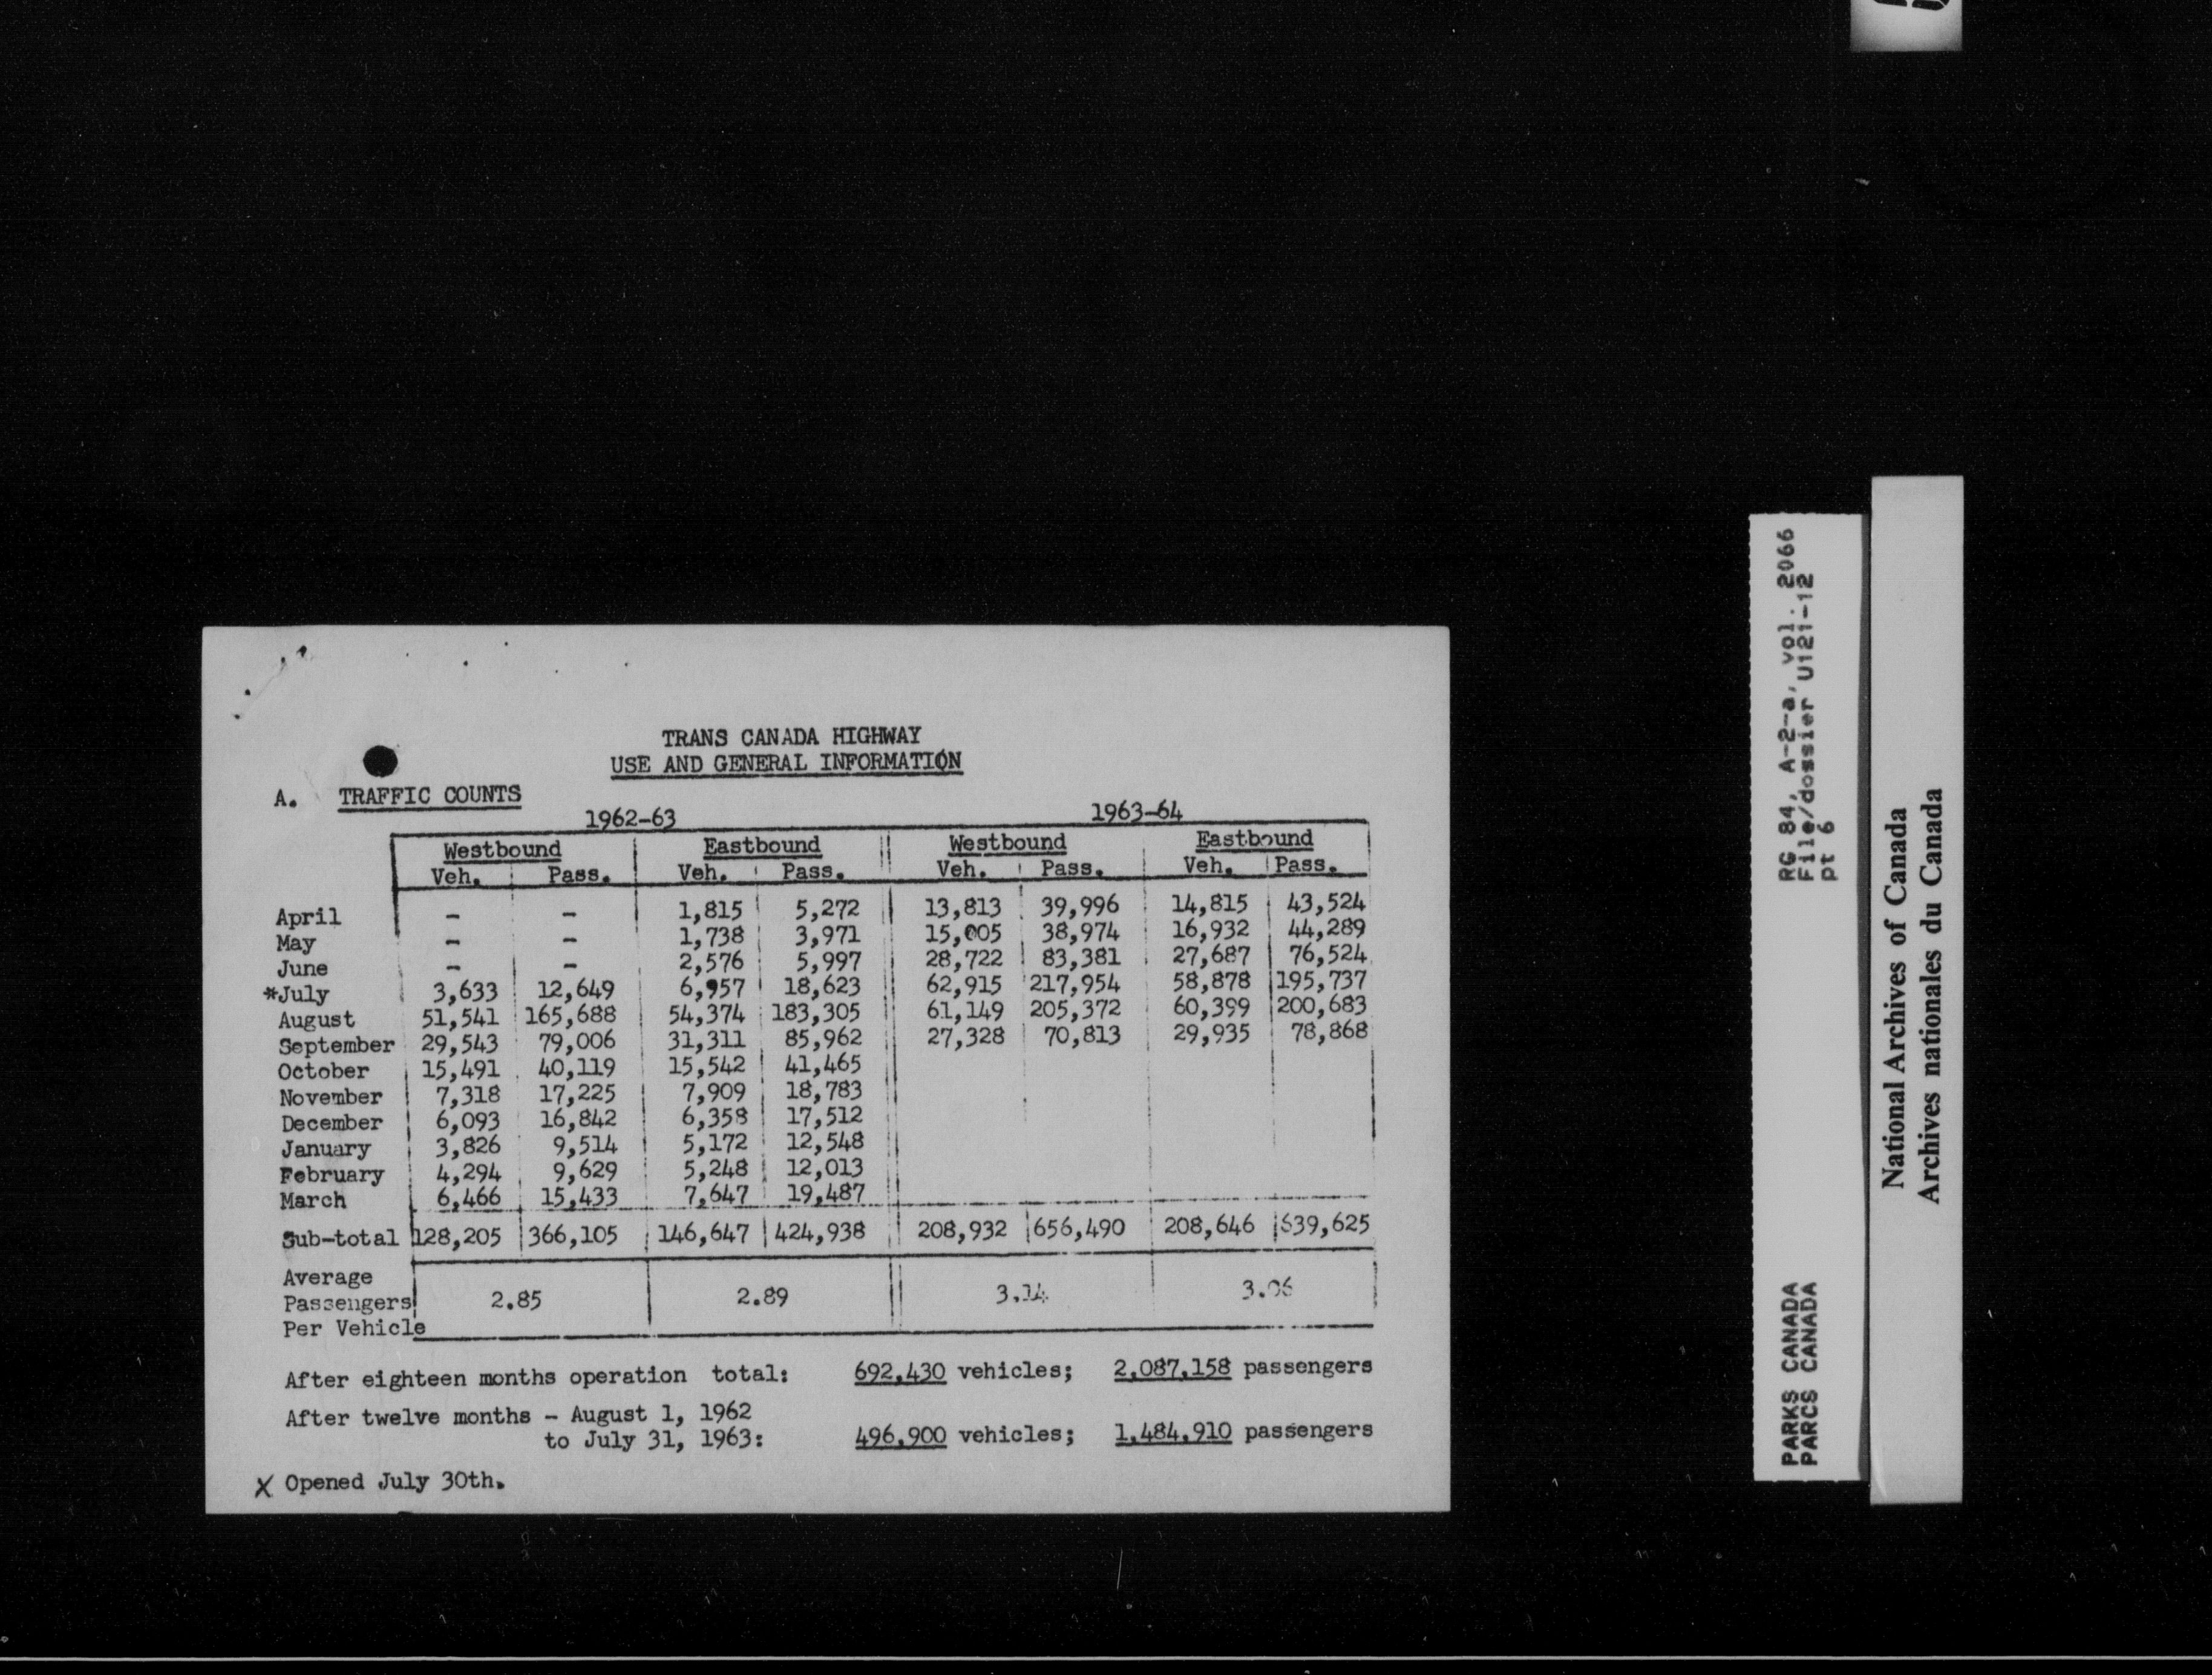 TRANS CANADA HIGHWAY
USE AND GENERAL INFORMATION
A. TRAFFIC COUNTS
1962-63 1963-64
Westbound Eastbound Westbound Eastbound
Veh. Pass. Veh. Pass. Veh. Pass. Veh. Pass.
April - - 1,815 5,272 13,813 39,996 14,815 43,524
May - - 1,738 3,971 15,005 38,974 16,932 44,289
June - - 2,576 5,997 28,722 83,381 27,687 76,524
*July 3,633 12,649 6,957 18,623 62,915 217,954 58,878 195,737
August 51,541 165,688 54,374 183,305 61,149 205,372 60,399 200,683
September 29,543 79,006 31,311 85,962 27,328 70,813 29,935 78,868
October 15,491 40,119 15,542 41,465
November 7,318 17,225 7,909 18,783
December 6,093 16,842 6,358 17,512
January 3,826 9,514 5,172 12,548
February 4,294 9,629 5,248 12,013
March 6,466 15,433 7,647 19,487
Sub-total 128,205 366,105 146,647 424,938 208,932 656,490 208,646 639,625
Average
Passengers 2.85 2.89 3.14 3.06
Per Vehicle
After eighteen months operation total: 692,430 vehicles; 2,087,158 passengers
After twelve months - August 1, 1962
to July 31, 1963: 496,900 vehicles; 1,484,910 passengers
X Opened July 30th.
RG 84, A-2-a, vol. 2066
File/dossier U121-12
pt 6
PARKS CANADA
PARCS CANADA
National Archives of Canada
Archives nationales du Canada